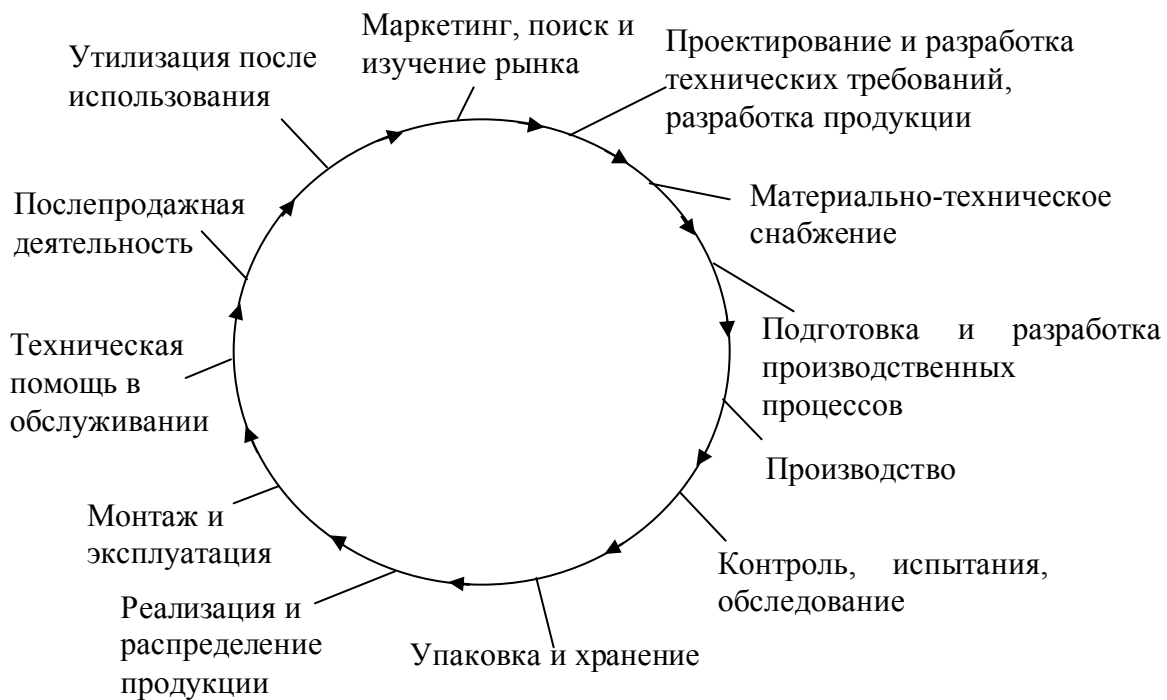 Маркетинг, поиск и
изучение рынка
Проектирование и разработка
технических требований,
разработка продукции
Материально-техническое
снабжение
Подготовка и разработка
производственных
процессов
Производство
Контроль, испытания,
обследование
Упаковка и хранение
Реализация и
распределение
продукции
Монтаж и
эксплуатация
Техническая
помощь в
обслуживании
Послепродажная
деятельность
Утилизация после
использования